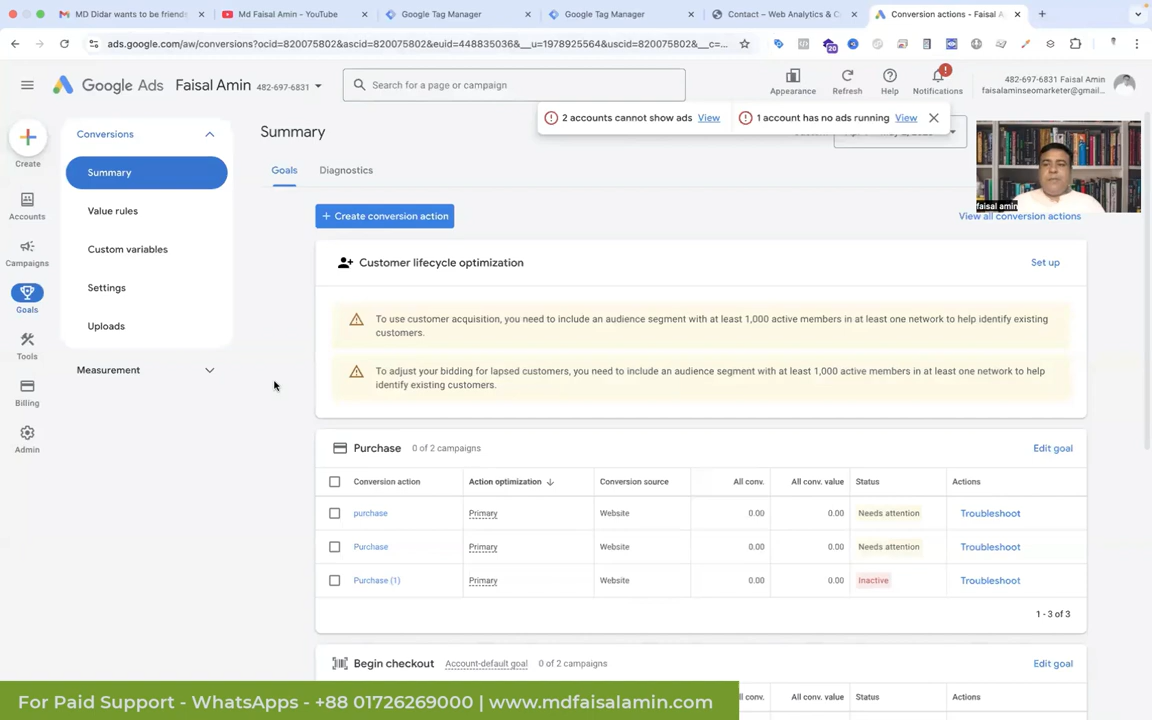 MD Didar wants to be friends
Md Faisal Amin - YouTube
Google Tag Manager
Google Tag Manager
Contact – Web Analytics & C
Conversion actions - Faisal A
ads.google.com/aw/conversions?ocid=820075802&ascid=820075802&euid=448835036&__u=1978925564&uscid=820075802&__c=...
20
Google Ads
Faisal Amin 482-697-6831
Search for a page or campaign
Appearance
Refresh
Help
Notifications
482-697-6831 Faisal Amin
faisalaminseomarketer@gmail...
2 accounts cannot show ads View
1 account has no ads running View
Create
Accounts
Campaigns
Goals
Tools
Billing
Admin
Conversions
Summary
Value rules
Custom variables
Settings
Uploads
Measurement
Summary
Goals
Diagnostics
+ Create conversion action
faisal amin
View all conversion actions
Customer lifecycle optimization
Set up
To use customer acquisition, you need to include an audience segment with at least 1,000 active members in at least one network to help identify existing
customers.
To adjust your bidding for lapsed customers, you need to include an audience segment with at least 1,000 active members in at least one network to help
identify existing customers.
Purchase 0 of 2 campaigns
Edit goal
Conversion action Action optimization Conversion source All conv. All conv. value Status Actions
purchase Primary Website 0.00 0.00 Needs attention Troubleshoot
Purchase Primary Website 0.00 0.00 Needs attention Troubleshoot
Purchase (1) Primary Website 0.00 0.00 Inactive Troubleshoot
1 - 3 of 3
Begin checkout Account-default goal 0 of 2 campaigns
Edit goal
conv. All conv. value Status Actions
For Paid Support - WhatsApps - +88 01726269000 | www.mdfaisalamin.com